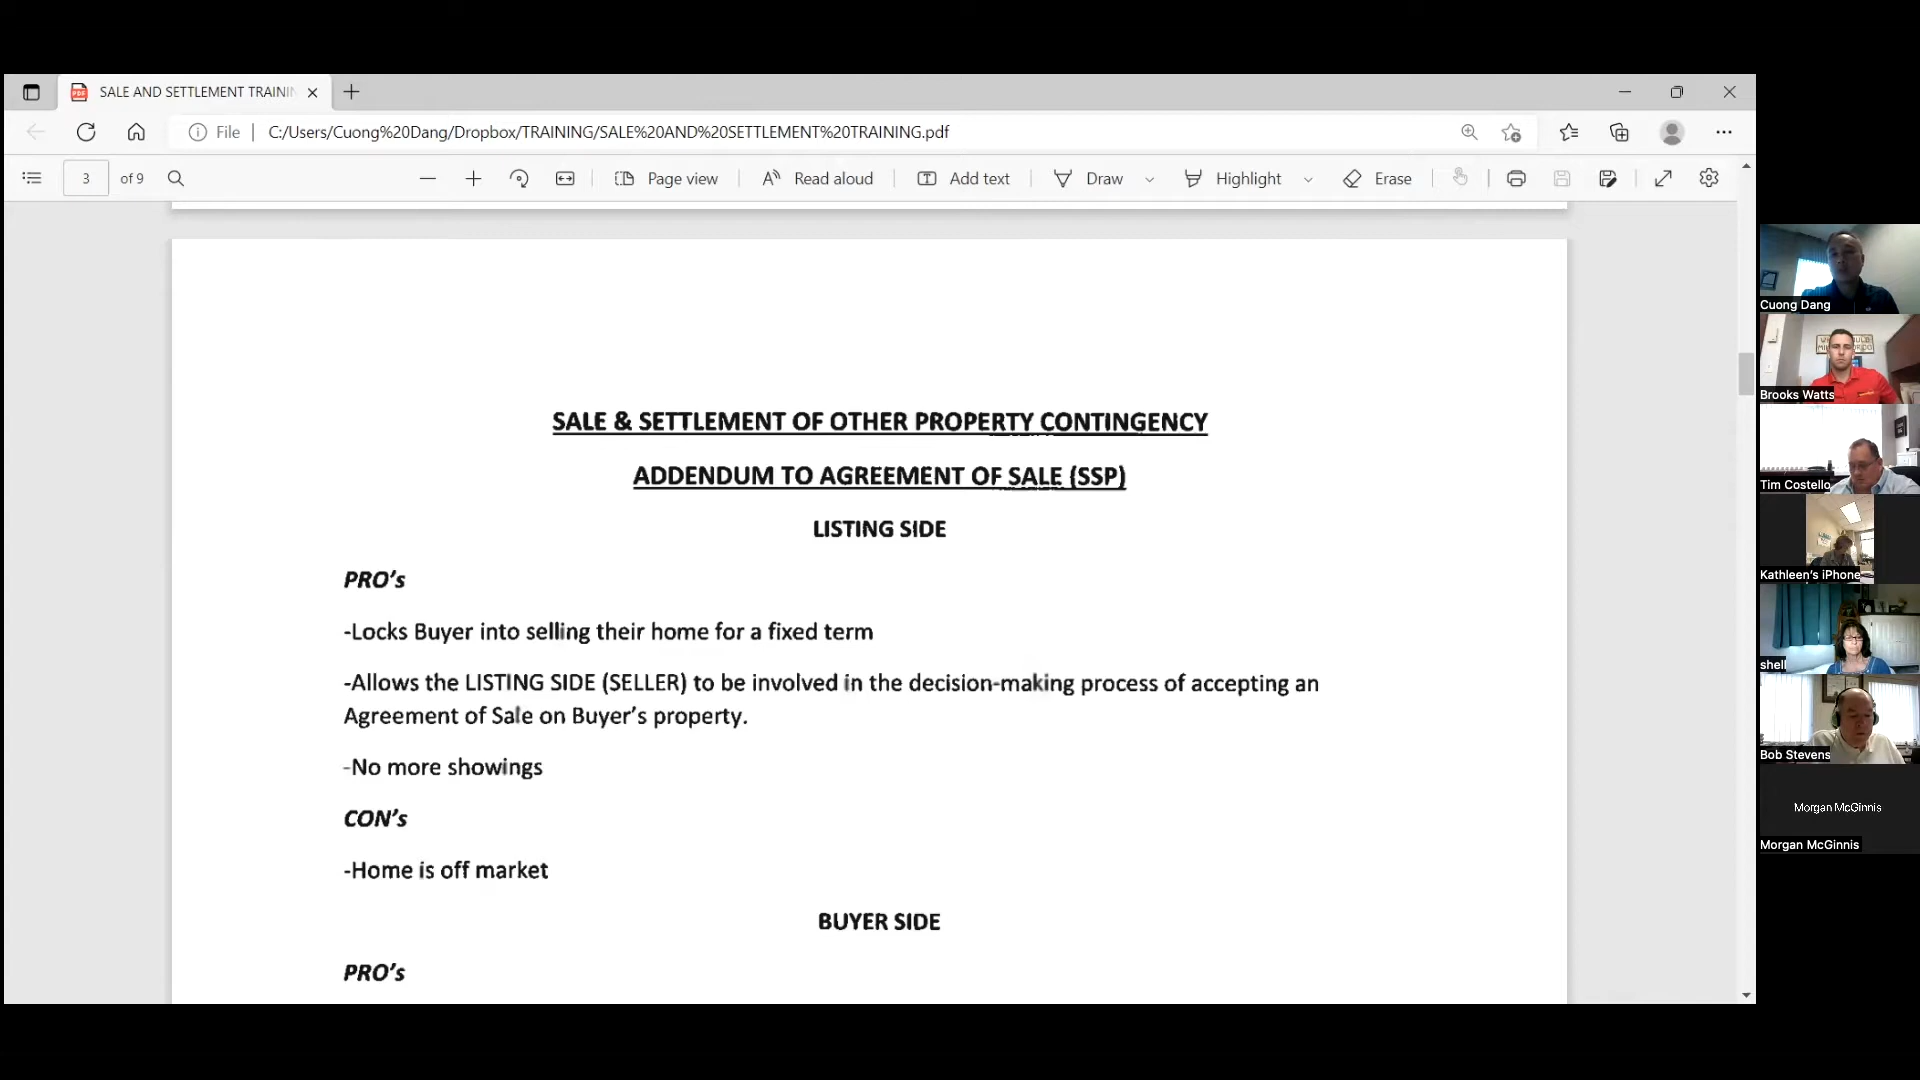 SALE AND SETTLEMENT TRAININ
File
C:/Users/Cuong%20Dang/Dropbox/TRAINING/SALE%20AND%20SETTLEMENT%20TRAINING.pdf
3 of 9
Page view
Read aloud
Add text
Draw
Highlight
Erase
SALE & SETTLEMENT OF OTHER PROPERTY CONTINGENCY
ADDENDUM TO AGREEMENT OF SALE (SSP)
LISTING SIDE
PRO's
-Locks Buyer into selling their home for a fixed term
-Allows the LISTING SIDE (SELLER) to be involved in the decision-making process of accepting an
Agreement of Sale on Buyer's property.
-No more showings
CON's
-Home is off market
BUYER SIDE
PRO's
Cuong Dang
Brooks Watts
Tim Costello
Kathleen's iPhone
shell
Bob Stevens
Morgan McGinnis
Morgan McGinnis